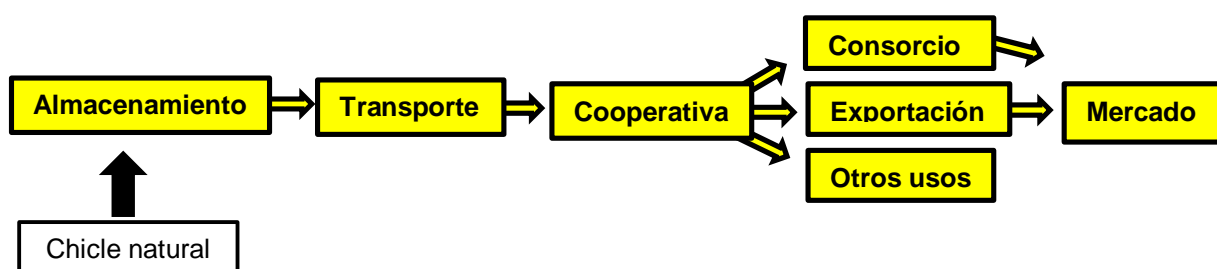 Consorcio
Almacenamiento
Transporte
Cooperativa
Exportación
Mercado
Otros usos
Chicle natural